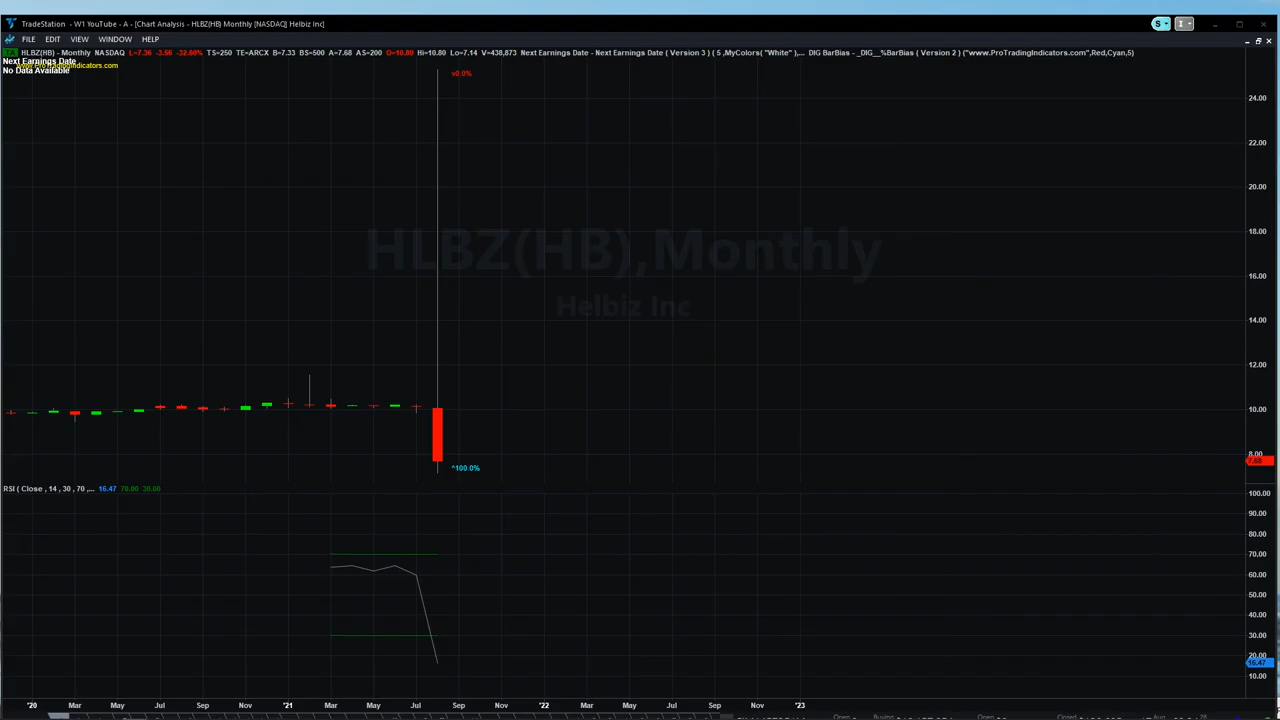 TradeStation - W1 YouTube - A - [Chart Analysis - HLBZ(HB) Monthly [NASDAQ] Helbiz Inc]
S I
FILE EDIT VIEW WINDOW HELP
HLBZ(HB) - Monthly NASDAQ L=7.36 -3.56 -32.60% TS=250 TE=ARCX B=7.33 BS=500 A=7.68 AS=200 O=10.80 Hi=10.80 Lo=7.14 V=438,873 Next Earnings Date - Next Earnings Date ( Version 3 ) ( 5 ,MyColors( "White" ),... DIG BarBias - _DIG__%BarBias ( Version 2 ) ("www.ProTradingIndicators.com",Red,Cyan,5)
Next Earnings Date
www.ProTradingIndicators.com
No Data Available
v0.0%
24.00
22.00
20.00
18.00
HLBZ(HB),Monthly
16.00
Helbiz Inc
14.00
12.00
10.00
8.00
7.68
^100.0%
RSI ( Close , 14 , 30 , 70 ,... 16.47 70.00 30.00
100.00
90.00
80.00
70.00
60.00
50.00
40.00
30.00
20.00
16.47
10.00
'20 Mar May Jul Sep Nov '21 Mar May Jul Sep Nov '22 Mar May Jul Sep Nov '23